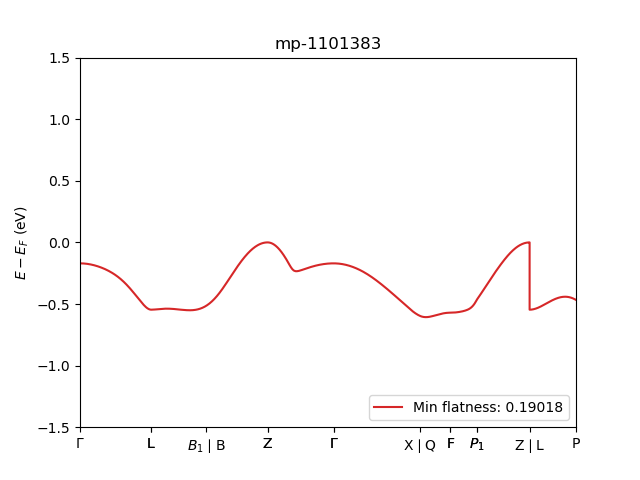 mp-1101383
E − E_F (eV)
1.5
1.0
0.5
0.0
−0.5
−1.0
−1.5
Min flatness: 0.19018
Γ L B₁ | B Z Γ X | Q F P₁ Z | L P